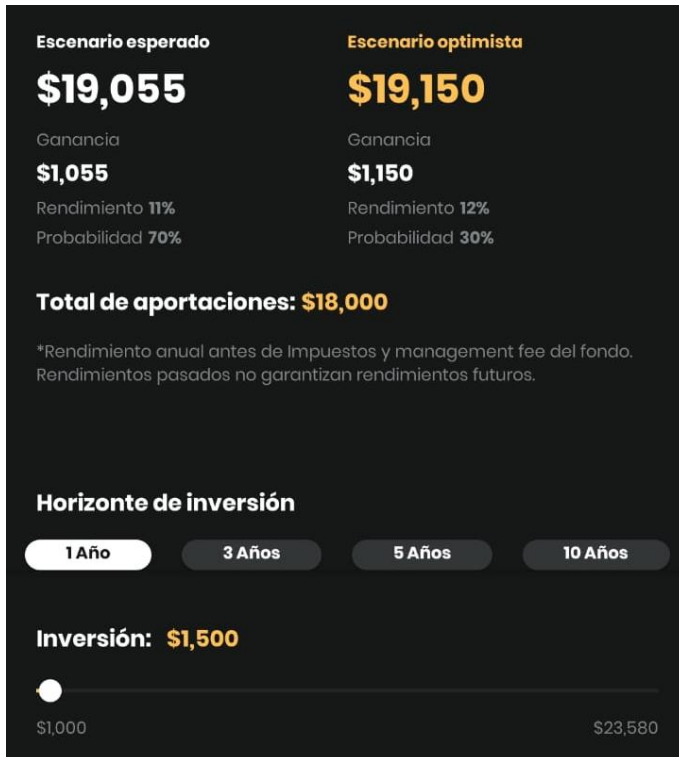 Escenario esperado
$19,055
Ganancia
$1,055
Rendimiento 11%
Probabilidad 70%
Escenario optimista
$19,150
Ganancia
$1,150
Rendimiento 12%
Probabilidad 30%
Total de aportaciones: $18,000
*Rendimiento anual antes de Impuestos y management fee del fondo.
Rendimientos pasados no garantizan rendimientos futuros.
Horizonte de inversión
1 Año
3 Años
5 Años
10 Años
Inversión: $1,500
$1,000
$23,580